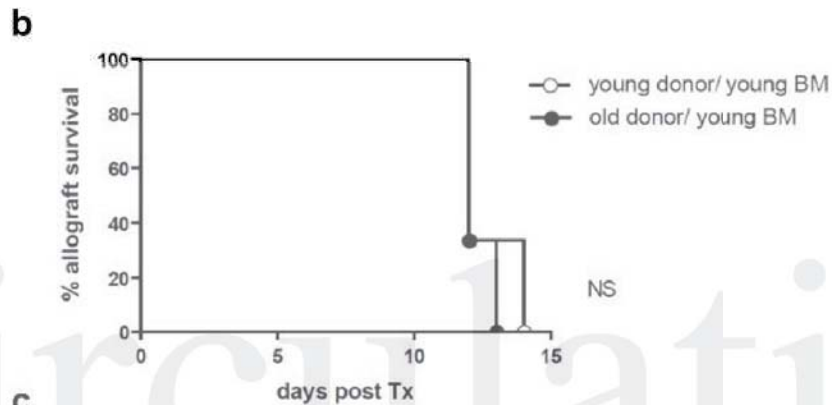 b
100
80
60
40
20
0
% allograft survival
0 5 10 15
days post Tx
young donor/ young BM
old donor/ young BM
NS
c